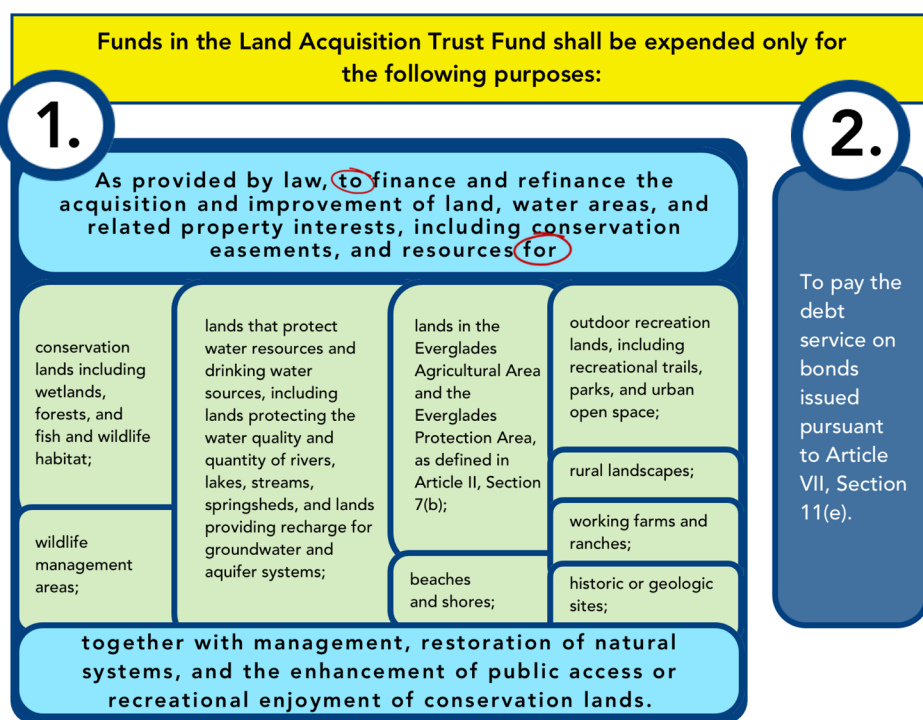 Funds in the Land Acquisition Trust Fund shall be expended only for
the following purposes:
1.
As provided by law, to finance and refinance the
acquisition and improvement of land, water areas, and
related property interests, including conservation
easements, and resources for
conservation
lands including
wetlands,
forests, and
fish and wildlife
habitat;
wildlife
management
areas;
lands that protect
water resources and
drinking water
sources, including
lands protecting the
water quality and
quantity of rivers,
lakes, streams,
springsheds, and lands
providing recharge for
groundwater and
aquifer systems;
lands in the
Everglades
Agricultural Area
and the
Everglades
Protection Area,
as defined in
Article II, Section
7(b);
beaches
and shores;
outdoor recreation
lands, including
recreational trails,
parks, and urban
open space;
rural landscapes;
working farms and
ranches;
historic or geologic
sites;
together with management, restoration of natural
systems, and the enhancement of public access or
recreational enjoyment of conservation lands.
2.
To pay the
debt
service on
bonds
issued
pursuant
to Article
VII, Section
11(e).